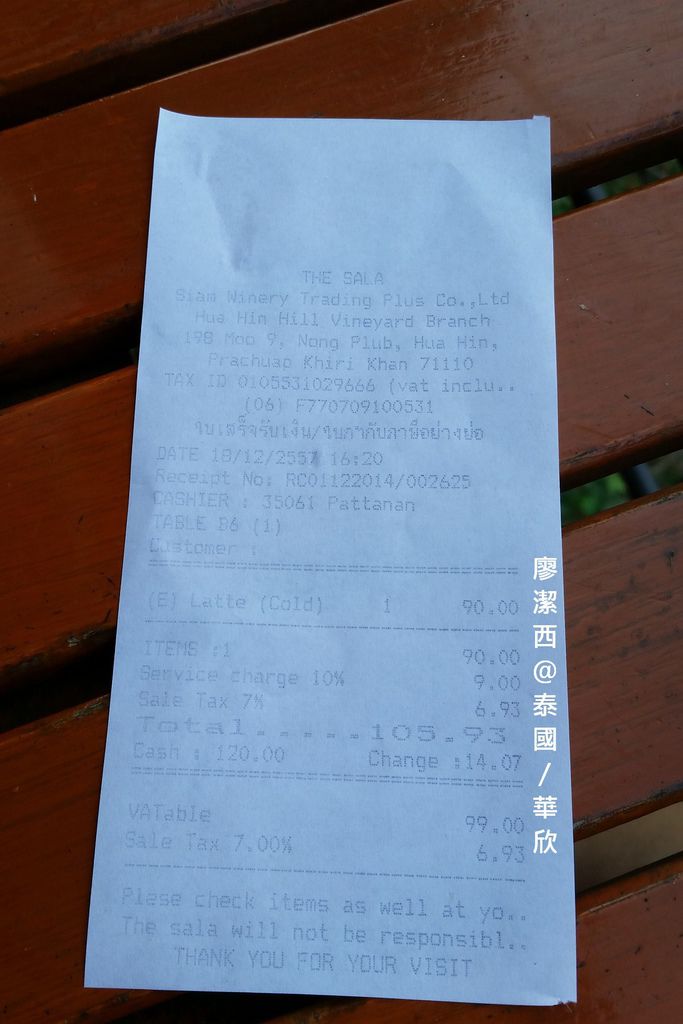 THE SALA
Siam Winery Trading Plus Co.,Ltd
Hua Hin Hill Vineyard Branch
198 Moo 9, Nong Plub, Hua Hin,
Prachuap Khiri Khan 71110
TAX ID 0105531029666 (vat inclu..
(06) F770709100531
ใบเสร็จรับเงิน/ใบกำกับภาษีอย่างย่อ
DATE 18/12/2557 16:20
Receipt No: RC01122014/002625
CASHIER : 35061 Pattanan
TABLE B6 (1)
Customer :
(E) Latte (Cold) 1 90.00
ITEMS :1 90.00
Service charge 10% 9.00
Sale Tax 7% 6.93
Total.....105.93
Cash : 120.00 Change :14.07
VATable 99.00
Sale Tax 7.00% 6.93
Plase check items as well at yo..
The sala will not be responsibl..
THANK YOU FOR YOUR VISIT
廖潔西@泰國/華欣